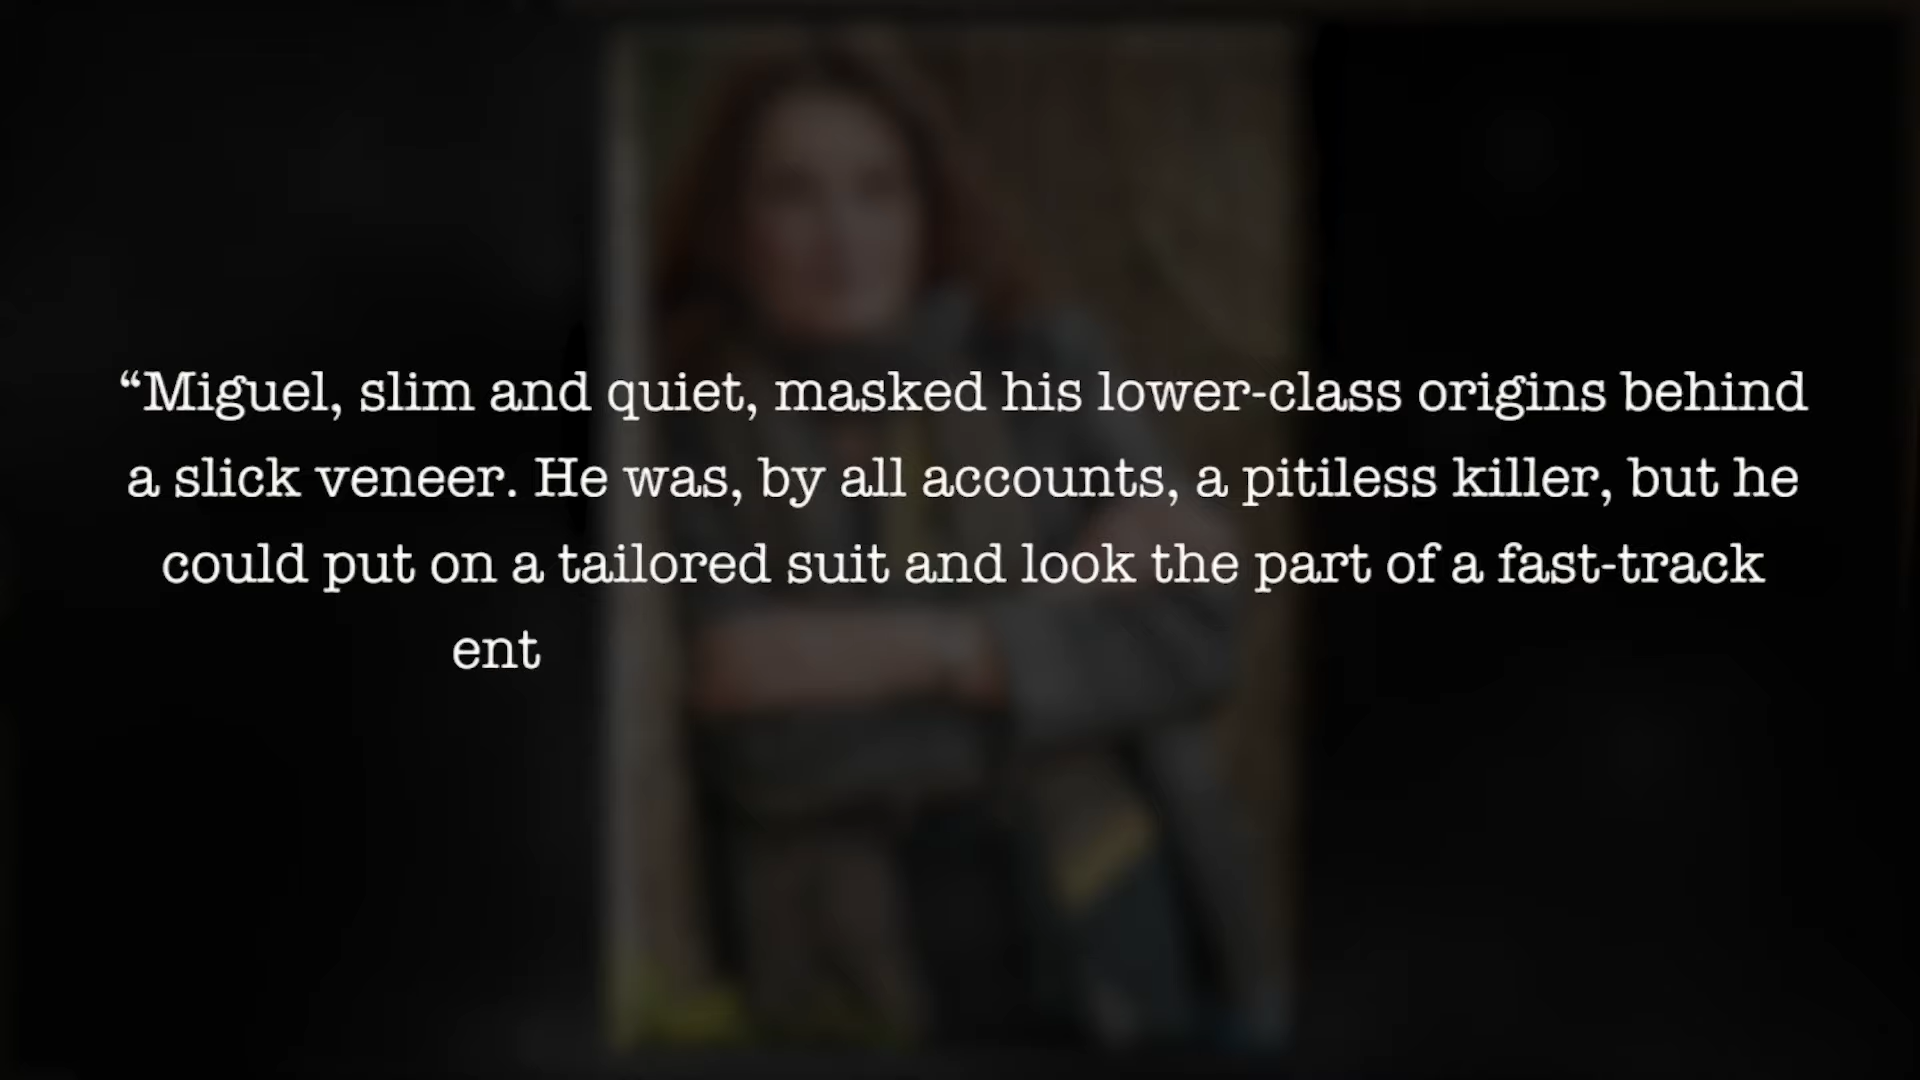 “Miguel, slim and quiet, masked his lower-class origins behind
a slick veneer. He was, by all accounts, a pitiless killer, but he
could put on a tailored suit and look the part of a fast-track
ent